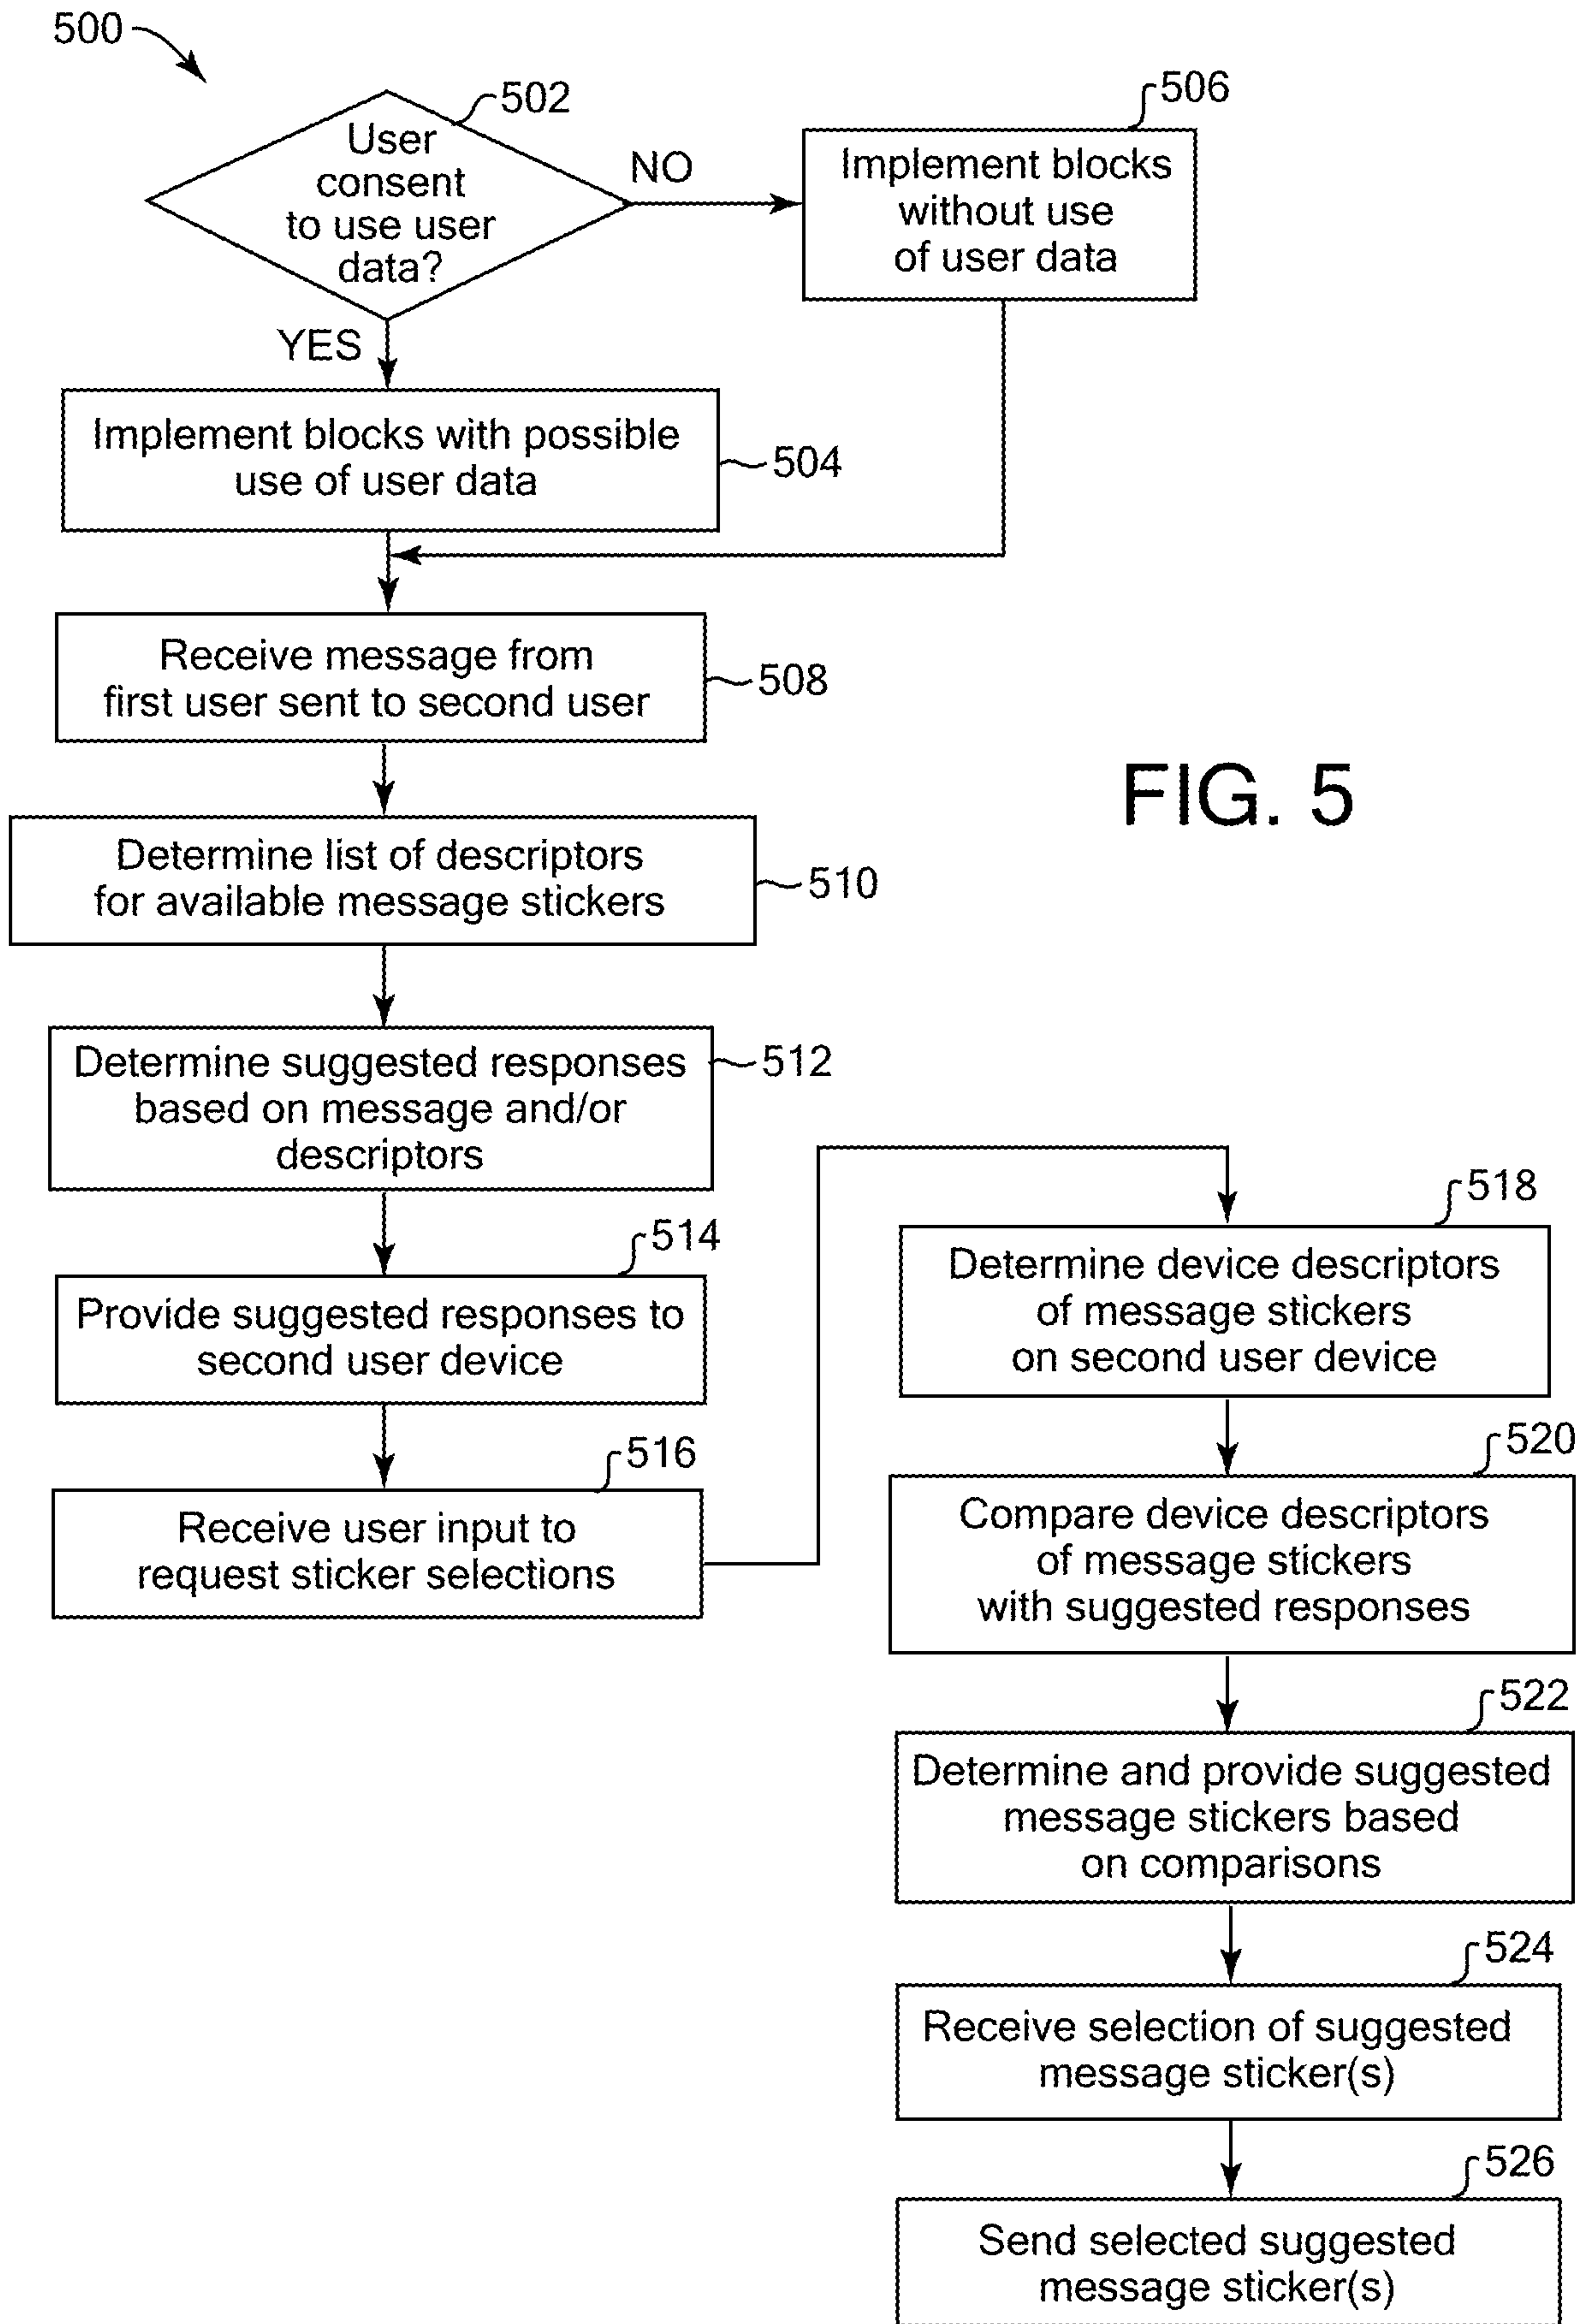 500
502
User
consent
to use user
data?
NO
506
Implement blocks
without use
of user data
YES
Implement blocks with possible
use of user data
504
Receive message from
first user sent to second user
508
FIG. 5
Determine list of descriptors
for available message stickers
510
Determine suggested responses
based on message and/or
descriptors
512
514
Provide suggested responses to
second user device
516
Receive user input to
request sticker selections
518
Determine device descriptors
of message stickers
on second user device
520
Compare device descriptors
of message stickers
with suggested responses
522
Determine and provide suggested
message stickers based
on comparisons
524
Receive selection of suggested
message sticker(s)
526
Send selected suggested
message sticker(s)